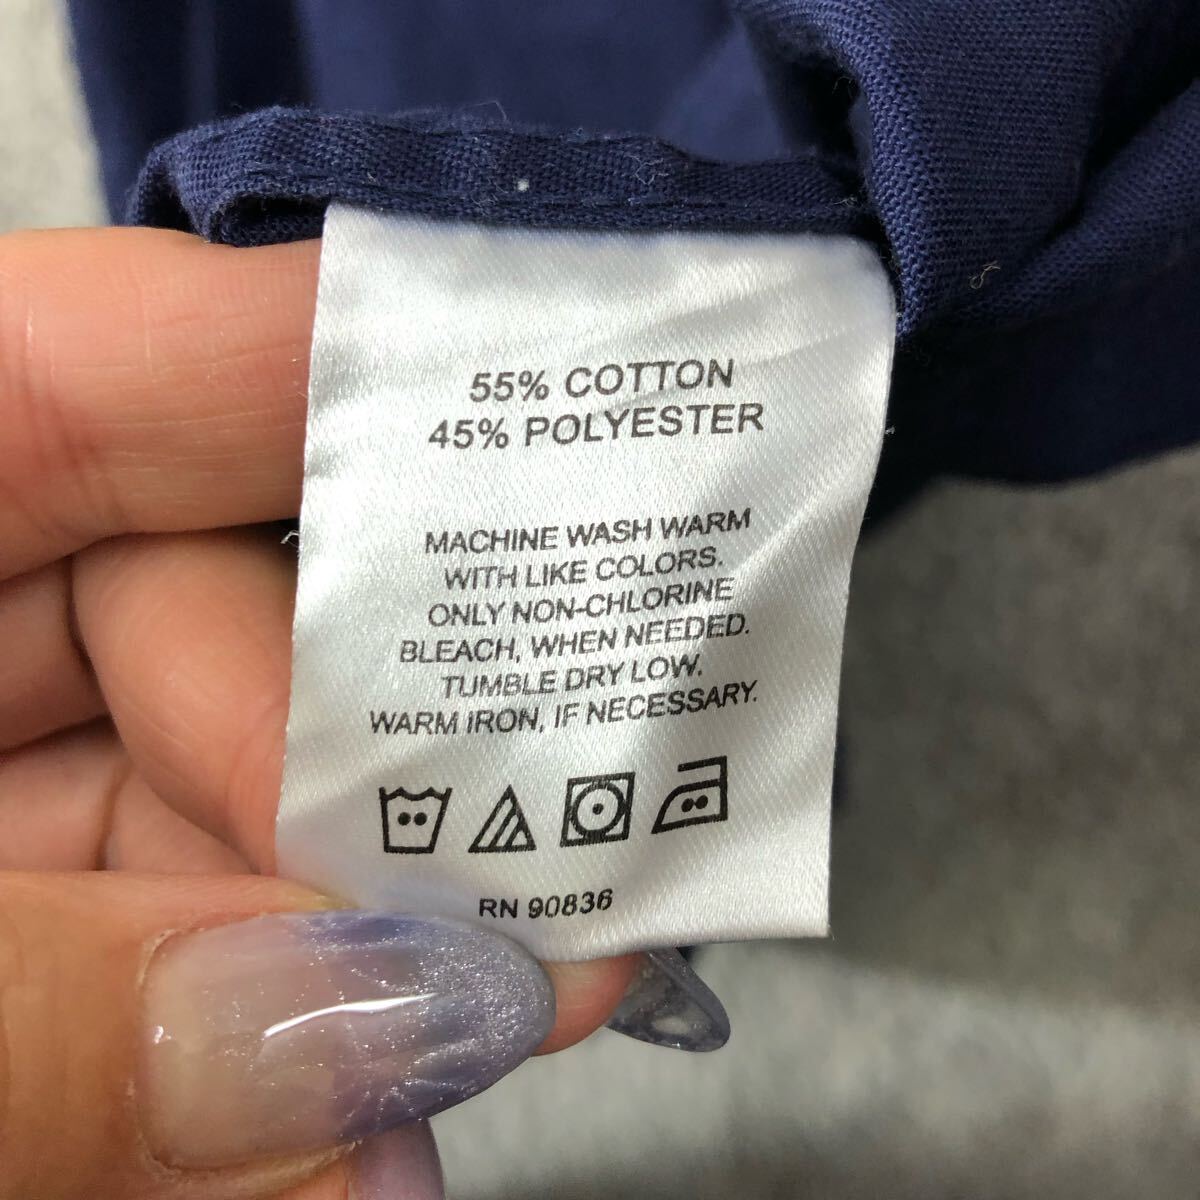 55% COTTON
45% POLYESTER
MACHINE WASH WARM
WITH LIKE COLORS.
ONLY NON-CHLORINE
BLEACH, WHEN NEEDED.
TUMBLE DRY LOW.
WARM IRON, IF NECESSARY.
RN 90836